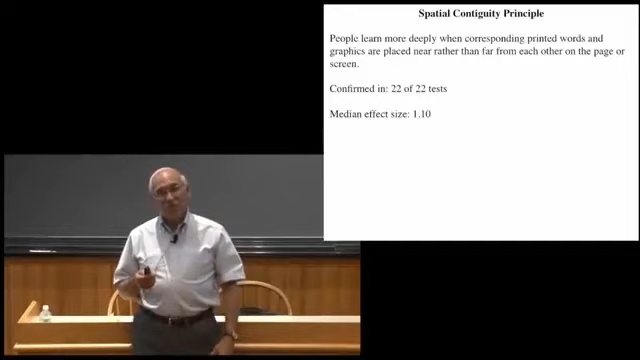 Spatial Contiguity Principle
People learn more deeply when corresponding printed words and
graphics are placed near rather than far from each other on the page or
screen.
Confirmed in: 22 of 22 tests
Median effect size: 1.10